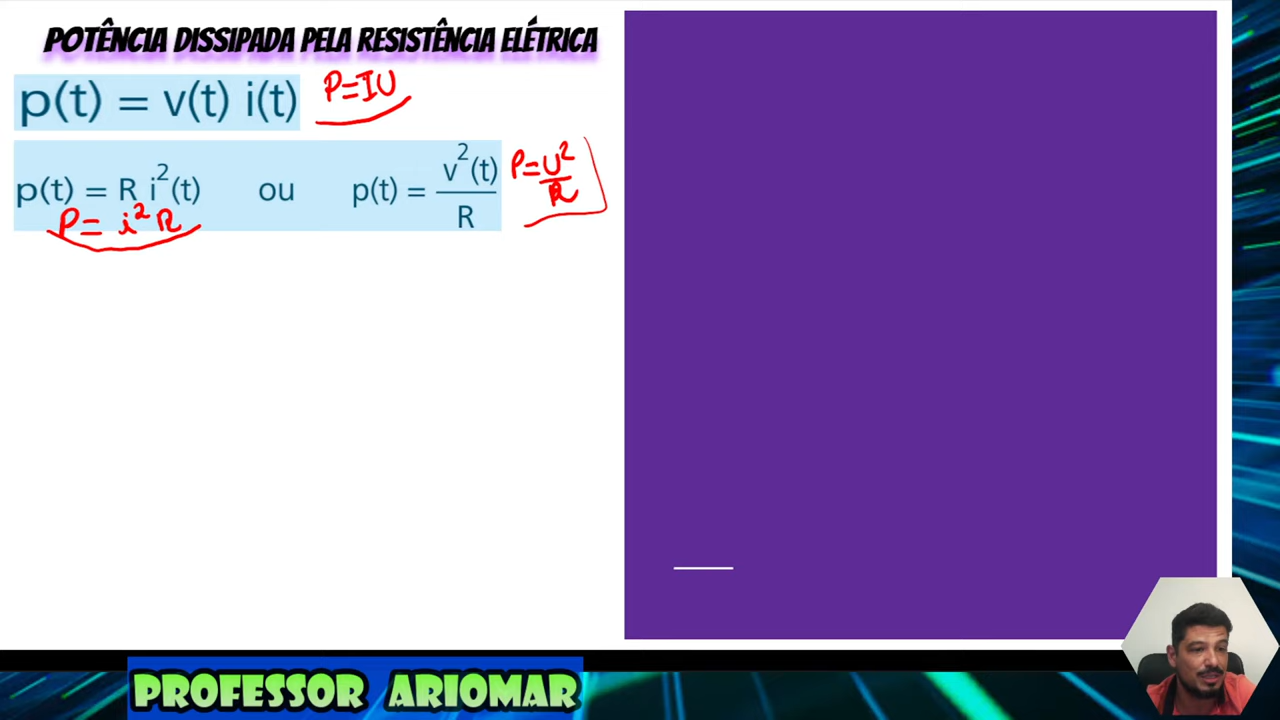 POTÊNCIA DISSIPADA PELA RESISTÊNCIA ELÉTRICA
p(t) = v(t) i(t) P=IU
p(t) = R i²(t) ou p(t) = v²(t)/R P=U²/R
P= i²R
PROFESSOR ARIOMAR